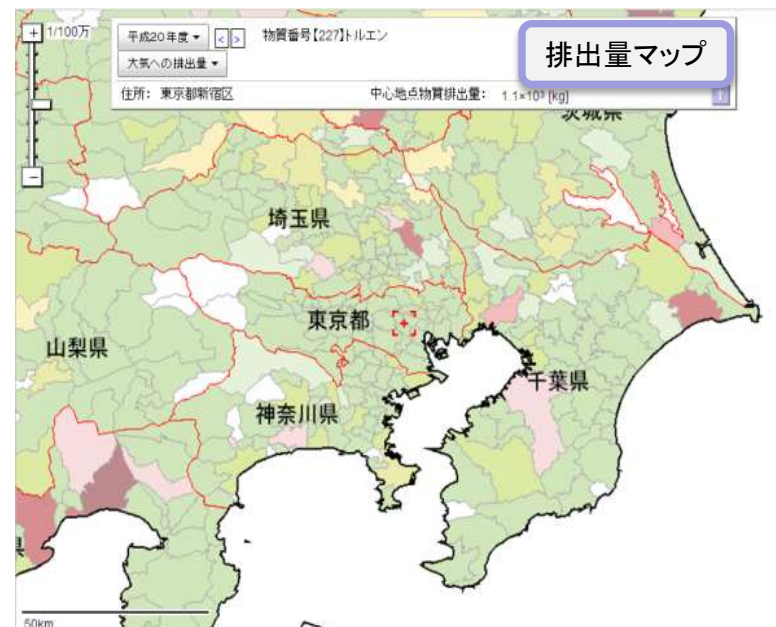 1/100万
平成20年度
< >
物質番号【227】トルエン
排出量マップ
大気への排出量
住所: 東京都新宿区
中心地点物質排出量: 1.1×10³ [kg]
茨城県
埼玉県
東京都
山梨県
千葉県
神奈川県
県
50km